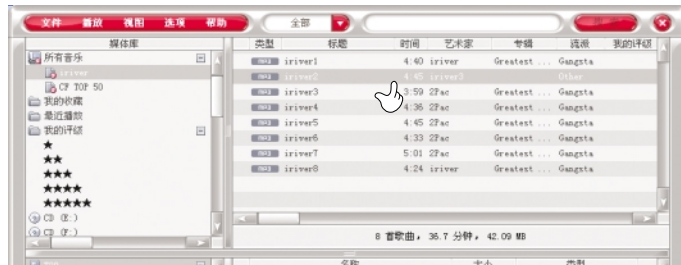 文件 播放 视图 选项 帮助 全部
媒体库 类型 标题 时间 艺术家 专辑 流派 我的评级
所有音乐
iriver
CF TOP 50
我的收藏
最近播放
我的评级
★
★★
★★★
★★★★
★★★★★
CD (E:)
CD (F:)
MP3 iriver1 4:40 iriver Greatest ... Gangsta
MP3 iriver2 4:45 iriver3 Other
MP3 iriver3 3:59 2Pac Greatest ... Gangsta
MP3 iriver4 4:36 2Pac Greatest ... Gangsta
MP3 iriver5 4:45 2Pac Greatest ... Gangsta
MP3 iriver6 4:33 2Pac Greatest ... Gangsta
MP3 iriver7 5:01 2Pac Greatest ... Gangsta
MP3 iriver8 4:24 iriver Greatest ... Gangsta
8 首歌曲, 36.7 分钟, 42.09 MB
名称 大小 类型